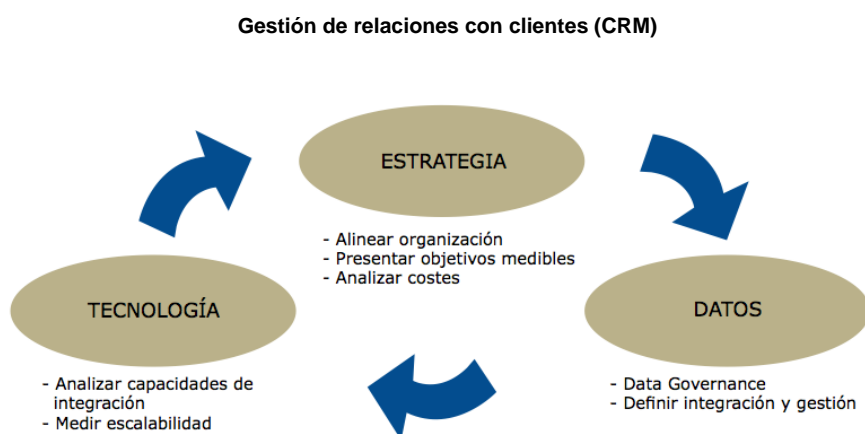 Gestión de relaciones con clientes (CRM)
ESTRATEGIA
- Alinear organización
- Presentar objetivos medibles
- Analizar costes
TECNOLOGÍA
- Analizar capacidades de
integración
- Medir escalabilidad
DATOS
- Data Governance
- Definir integración y gestión